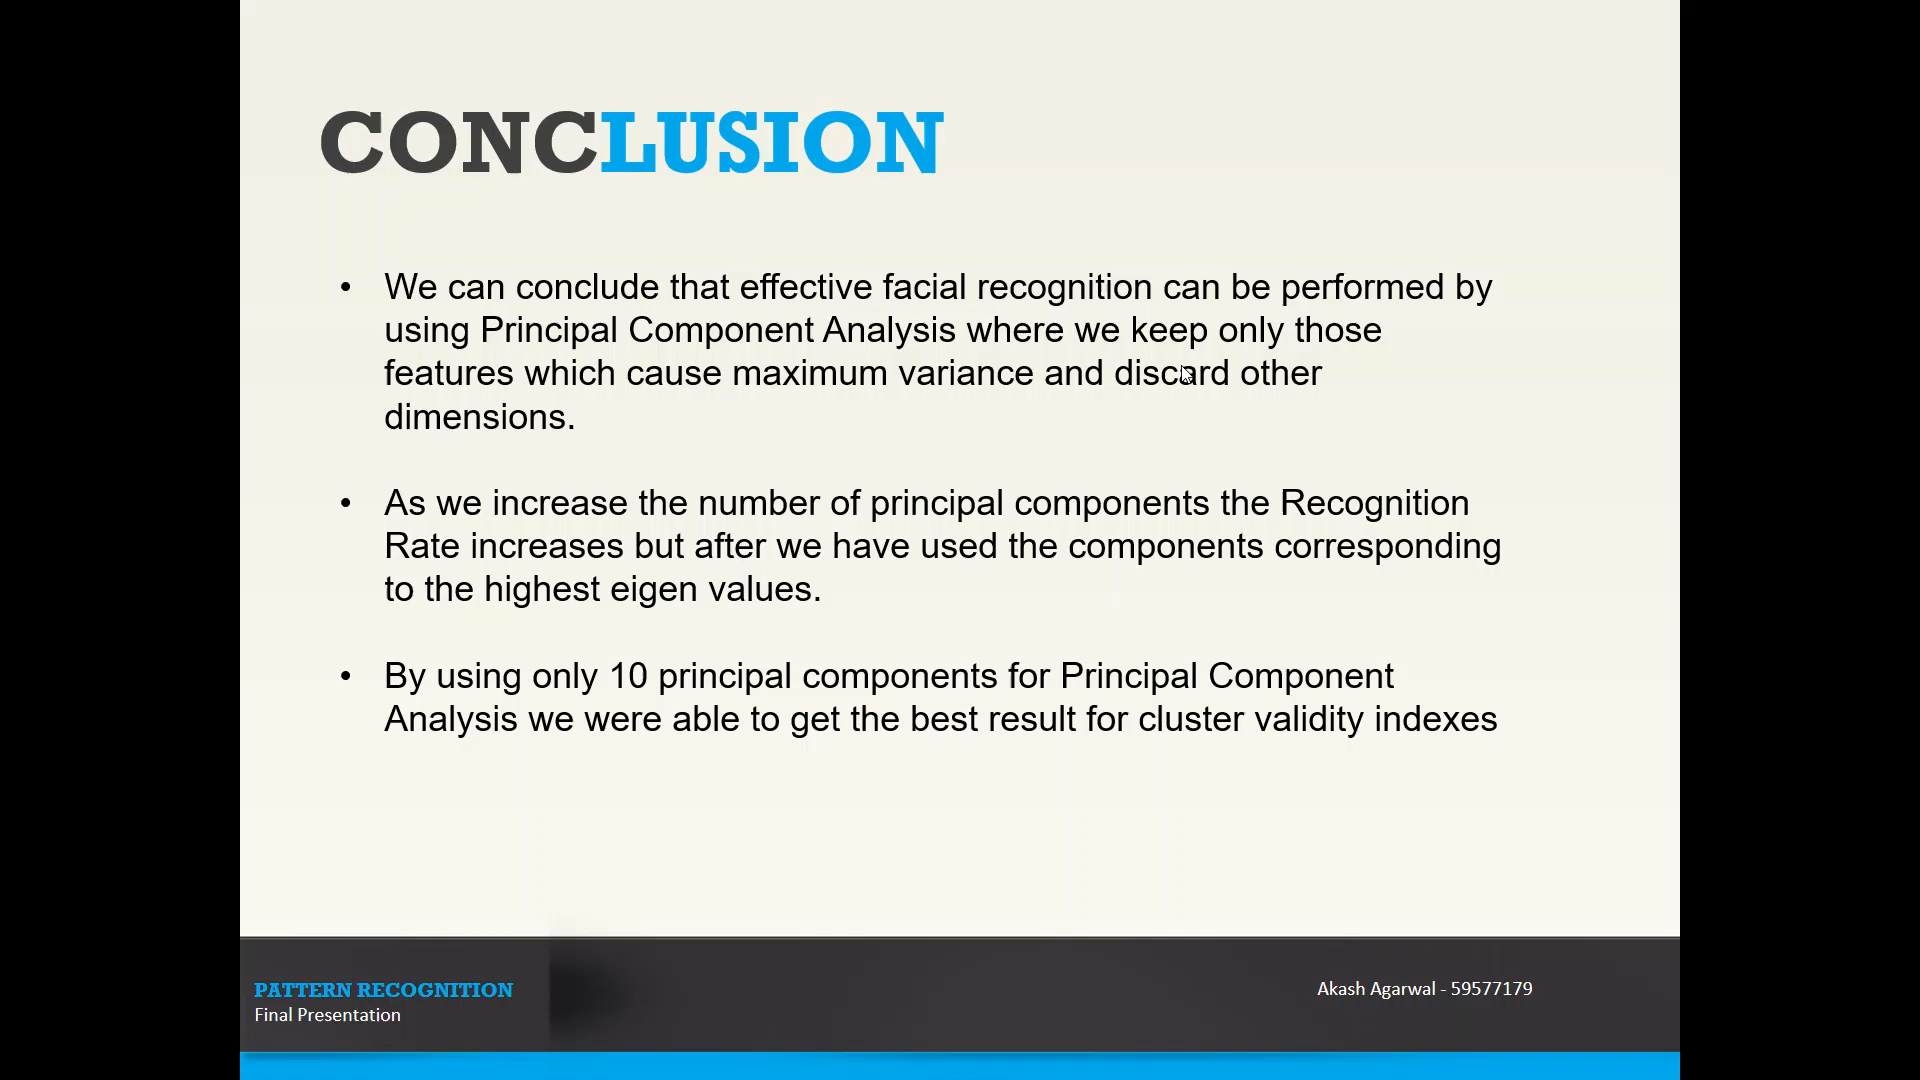 CONCLUSION
• We can conclude that effective facial recognition can be performed by
using Principal Component Analysis where we keep only those
features which cause maximum variance and discard other
dimensions.
• As we increase the number of principal components the Recognition
Rate increases but after we have used the components corresponding
to the highest eigen values.
• By using only 10 principal components for Principal Component
Analysis we were able to get the best result for cluster validity indexes
PATTERN RECOGNITION
Final Presentation
Akash Agarwal - 59577179